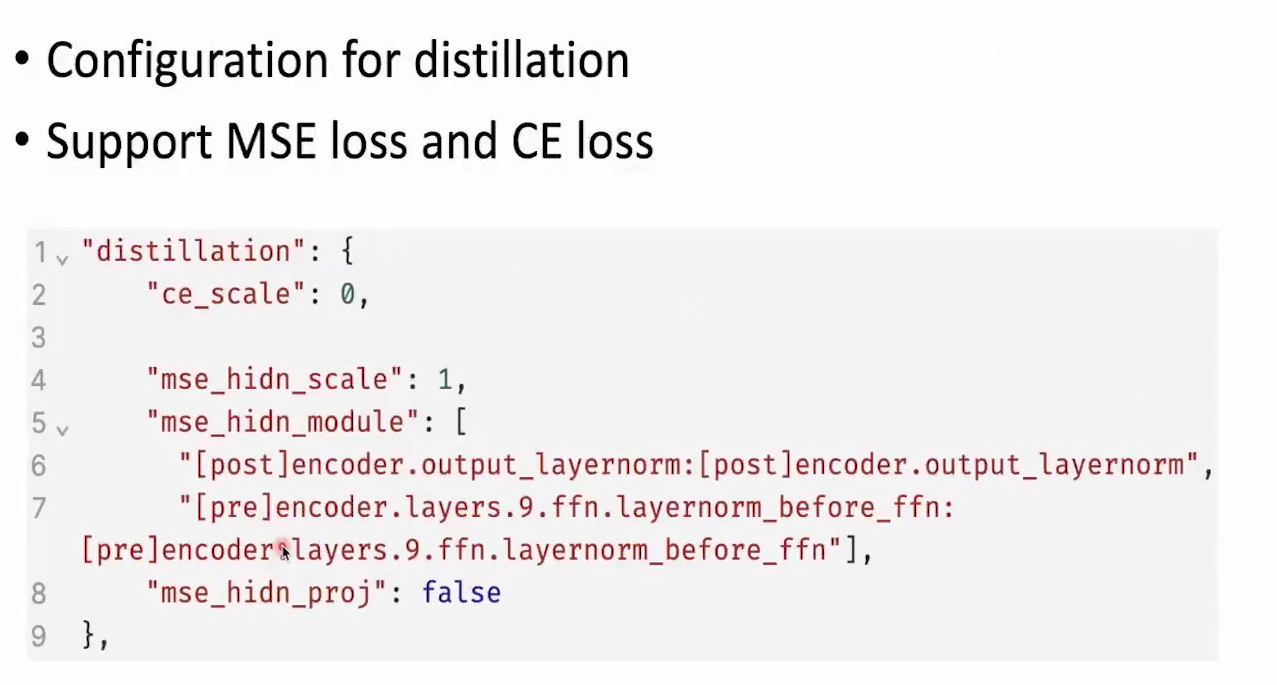 • Configuration for distillation
• Support MSE loss and CE loss
1 "distillation": {
2 "ce_scale": 0,
3
4 "mse_hidn_scale": 1,
5 "mse_hidn_module": [
6 "[post]encoder.output_layernorm:[post]encoder.output_layernorm",
7 "[pre]encoder.layers.9.ffn.layernorm_before_ffn:
[pre]encoder.layers.9.ffn.layernorm_before_ffn"],
8 "mse_hidn_proj": false
9 },